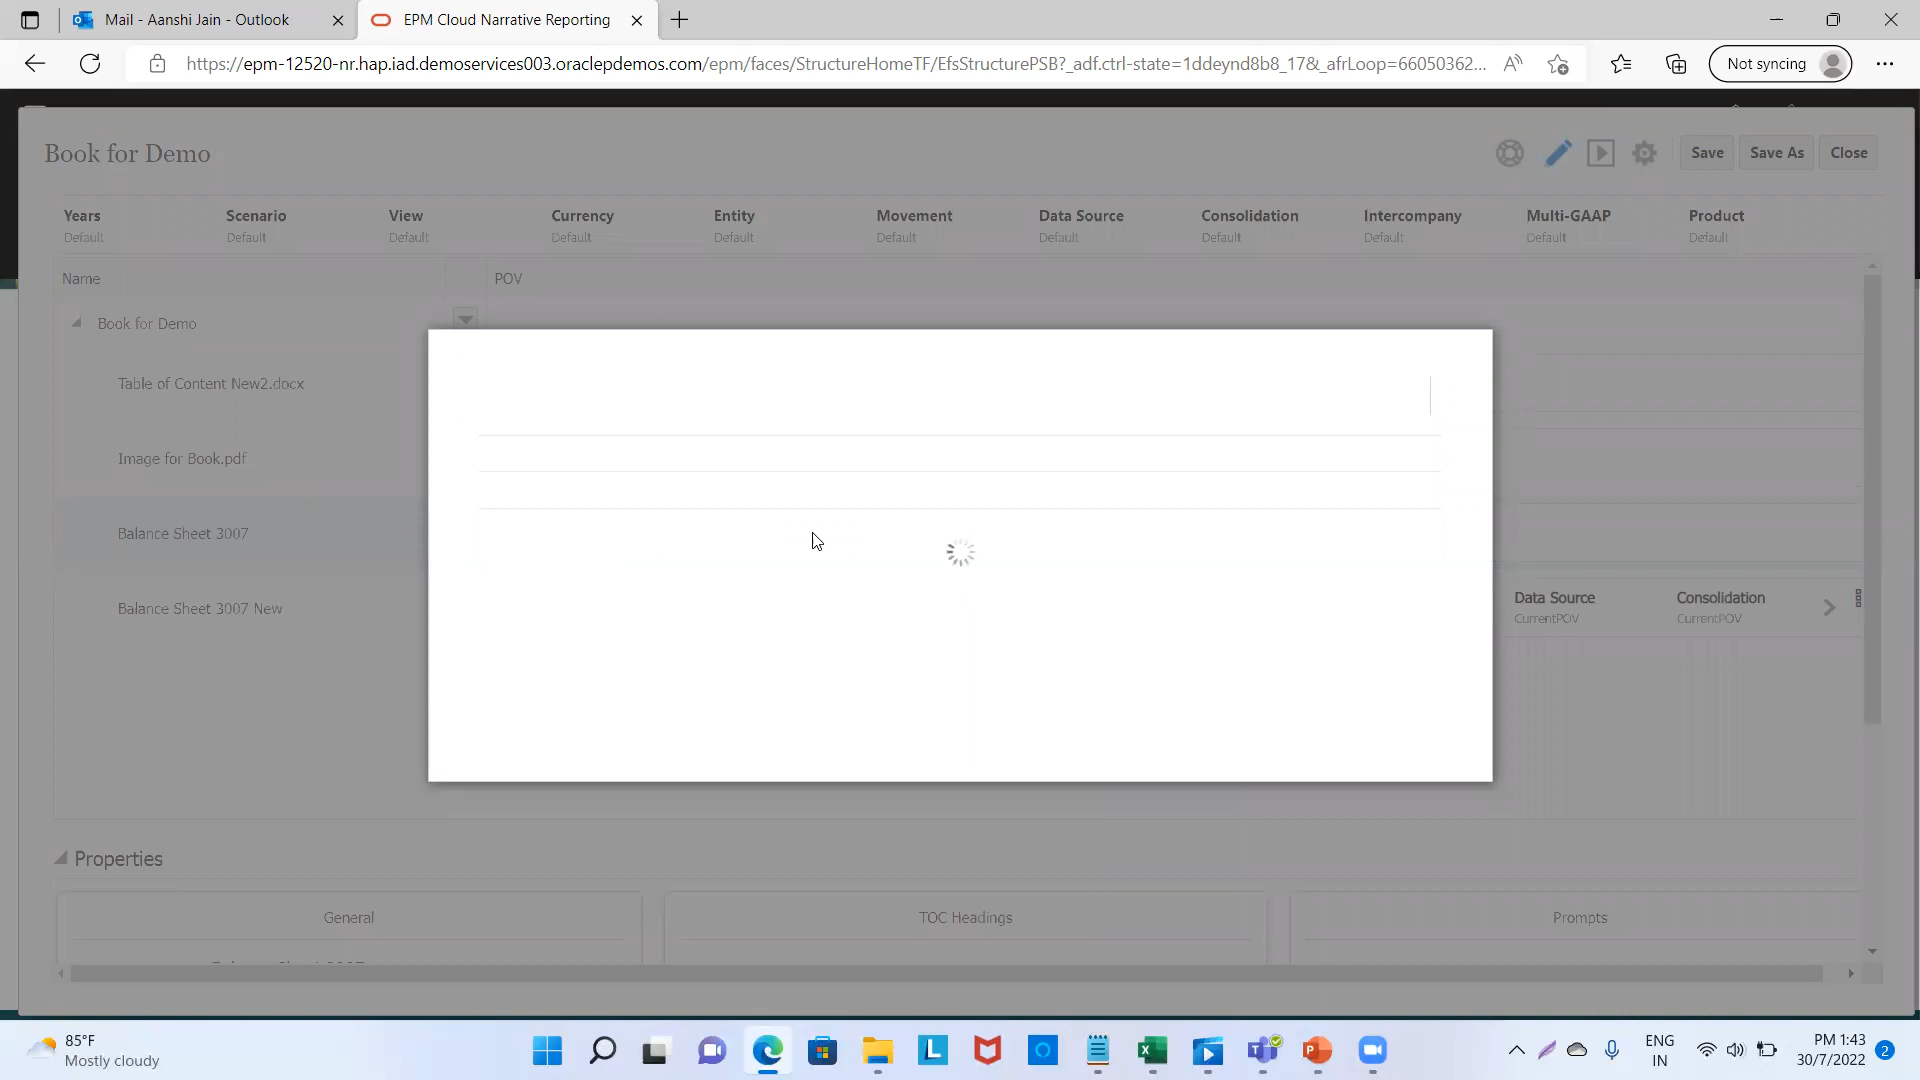 Mail - Aanshi Jain - Outlook
EPM Cloud Narrative Reporting
https://epm-12520-nr.hap.iad.demoservices003.oraclepdemos.com/epm/faces/StructureHomeTF/EfsStructurePSB?_adf.ctrl-state=1ddeynd8b8_17&_afrLoop=66050362...
Not syncing
Book for Demo
Save
Save As
Close
Years
Scenario
View
Currency
Entity
Movement
Data Source
Consolidation
Intercompany
Multi-GAAP
Product
Default
Default
Default
Default
Default
Default
Default
Default
Default
Default
Default
Name
POV
Book for Demo
Table of Content New2.docx
Image for Book.pdf
Balance Sheet 3007
Balance Sheet 3007 New
Data Source
Consolidation
CurrentPOV
CurrentPOV
Properties
General
TOC Headings
Prompts
85°F
Mostly cloudy
ENG
IN
PM 1:43
30/7/2022
2